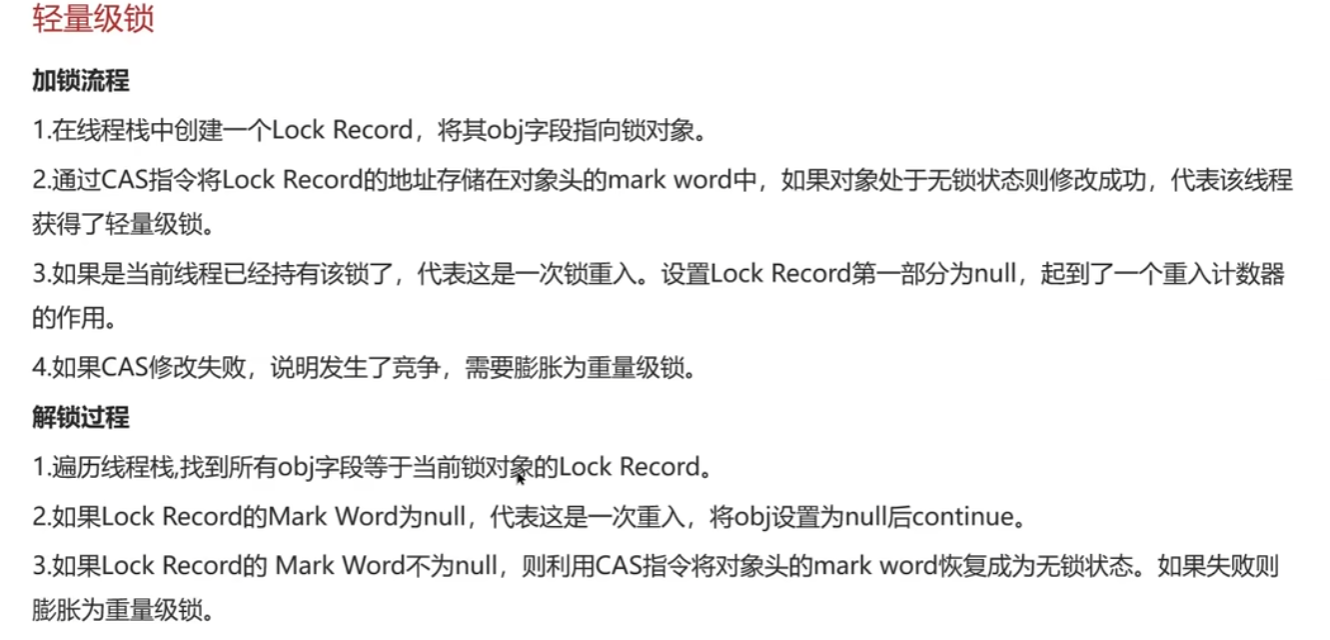 轻量级锁
加锁流程
1.在线程栈中创建一个Lock Record，将其obj字段指向锁对象。
2.通过CAS指令将Lock Record的地址存储在对象头的mark word中，如果对象处于无锁状态则修改成功，代表该线程
获得了轻量级锁。
3.如果是当前线程已经持有该锁了，代表这是一次锁重入。设置Lock Record第一部分为null，起到了一个重入计数器
的作用。
4.如果CAS修改失败，说明发生了竞争，需要膨胀为重量级锁。
解锁过程
1.遍历线程栈,找到所有obj字段等于当前锁对象的Lock Record。
2.如果Lock Record的Mark Word为null，代表这是一次重入，将obj设置为null后continue。
3.如果Lock Record的 Mark Word不为null，则利用CAS指令将对象头的mark word恢复成为无锁状态。如果失败则
膨胀为重量级锁。